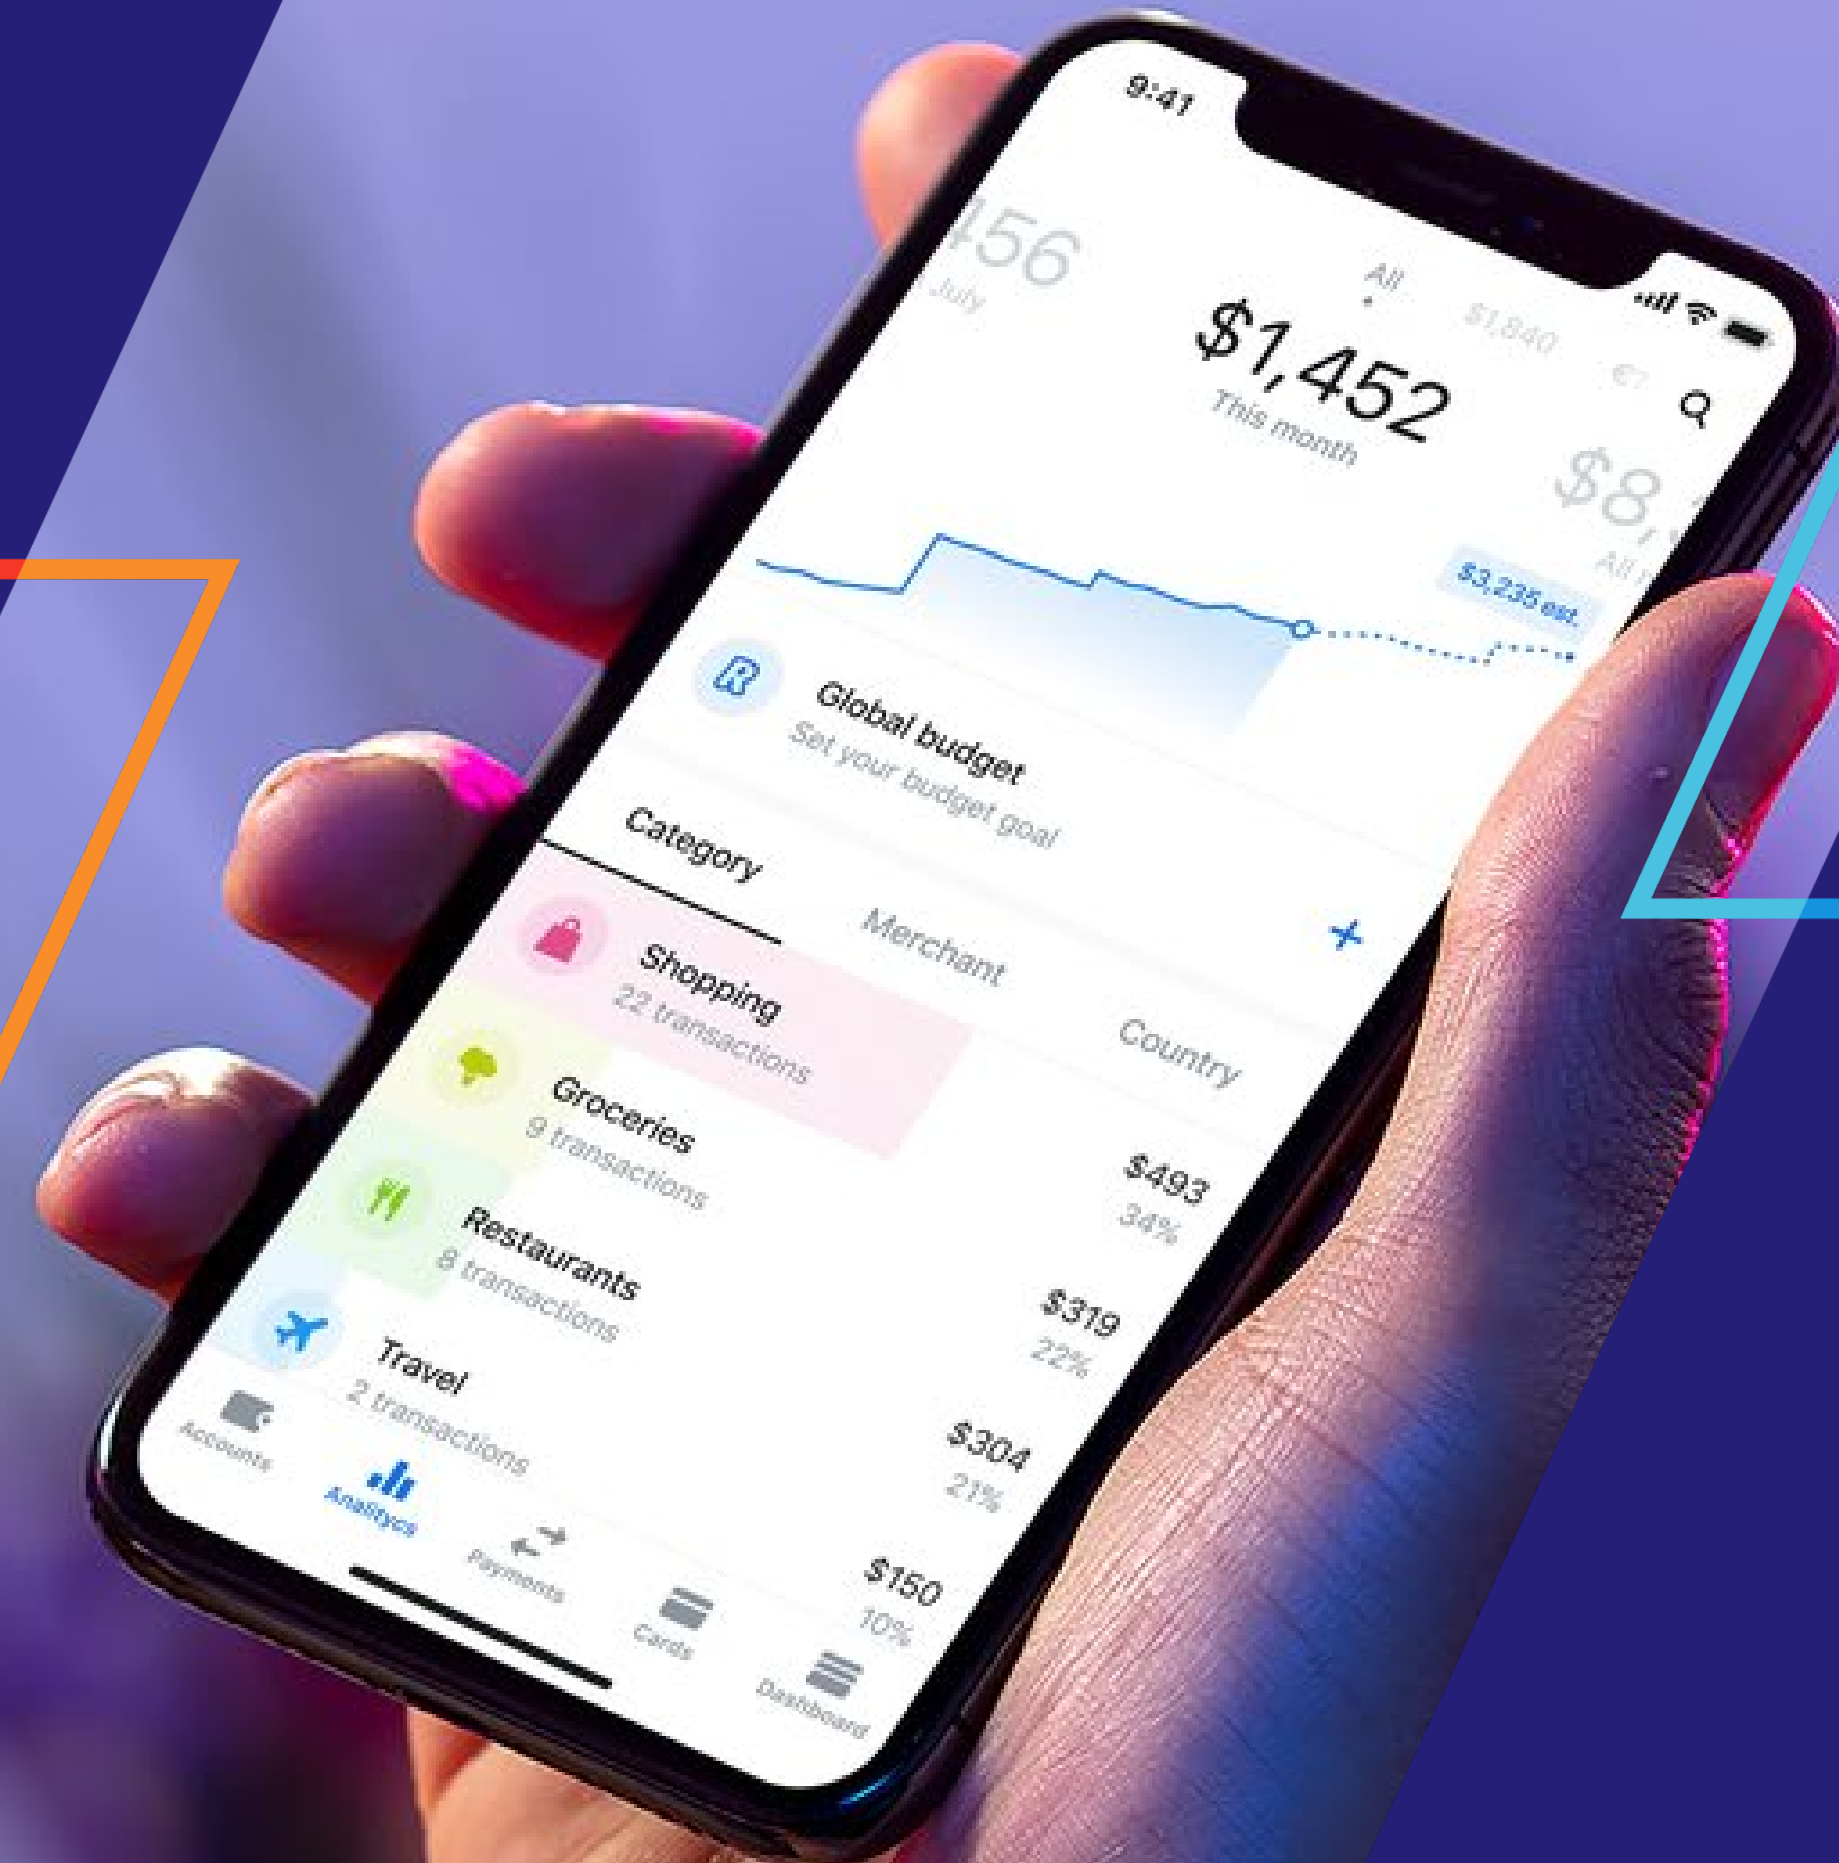 9:41
456
July
All
$1,840
$1,452
This month
$8,
All
$3,235 est.
Global budget
Set your budget goal
Category
Merchant
Country
Shopping
22 transactions
$493
34%
Groceries
9 transactions
$319
22%
Restaurants
8 transactions
$304
21%
Travel
2 transactions
$150
10%
Accounts
Analitycs
Payments
Cards
Dashboard